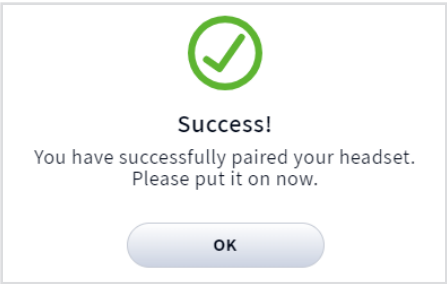 Success!
You have successfully paired your headset.
Please put it on now.
OK